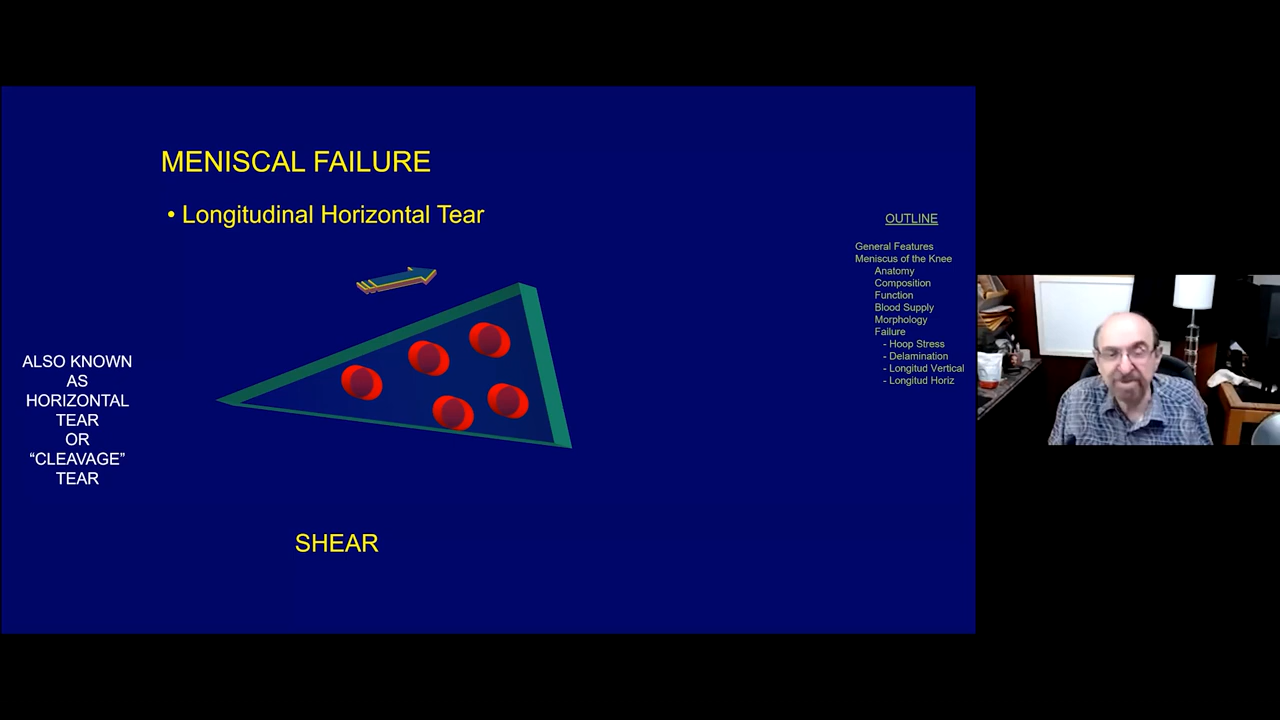 MENISCAL FAILURE
• Longitudinal Horizontal Tear
ALSO KNOWN
AS
HORIZONTAL
TEAR
OR
“CLEAVAGE”
TEAR
SHEAR
OUTLINE
General Features
Meniscus of the Knee
Anatomy
Composition
Function
Blood Supply
Morphology
Failure
- Hoop Stress
- Delamination
- Longitud Vertical
- Longitud Horiz